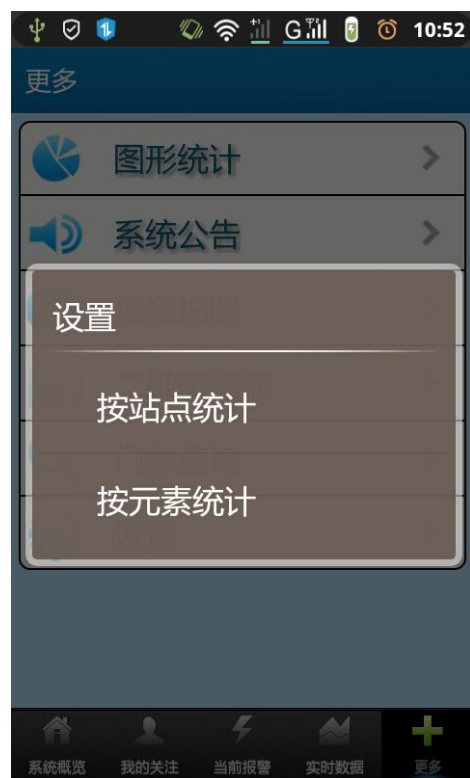 10:52
更多
图形统计
系统公告
设置
按站点统计
按元素统计
设置
系统概览
我的关注
当前报警
实时数据
更多